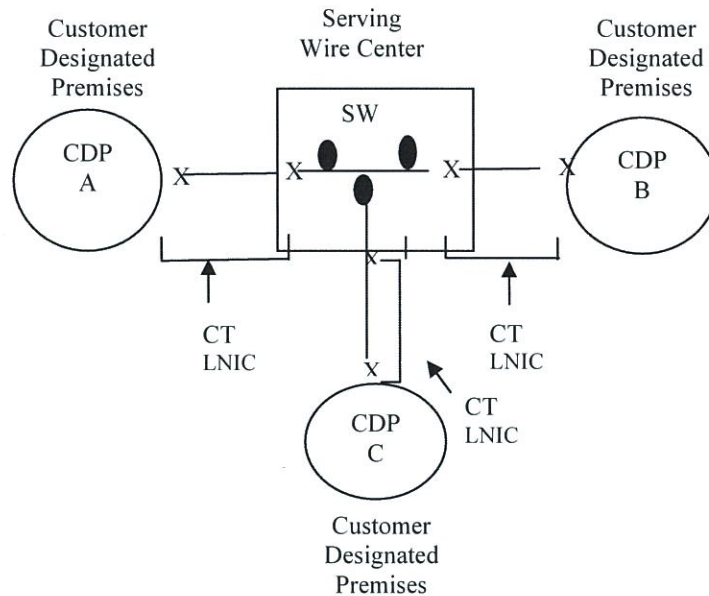 Customer
Designated
Premises
Serving
Wire Center
Customer
Designated
Premises
CDP
A
SW
CDP
B
X
X
X
X
X
X
CT
LNIC
CT
LNIC
CT
LNIC
CDP
C
Customer
Designated
Premises